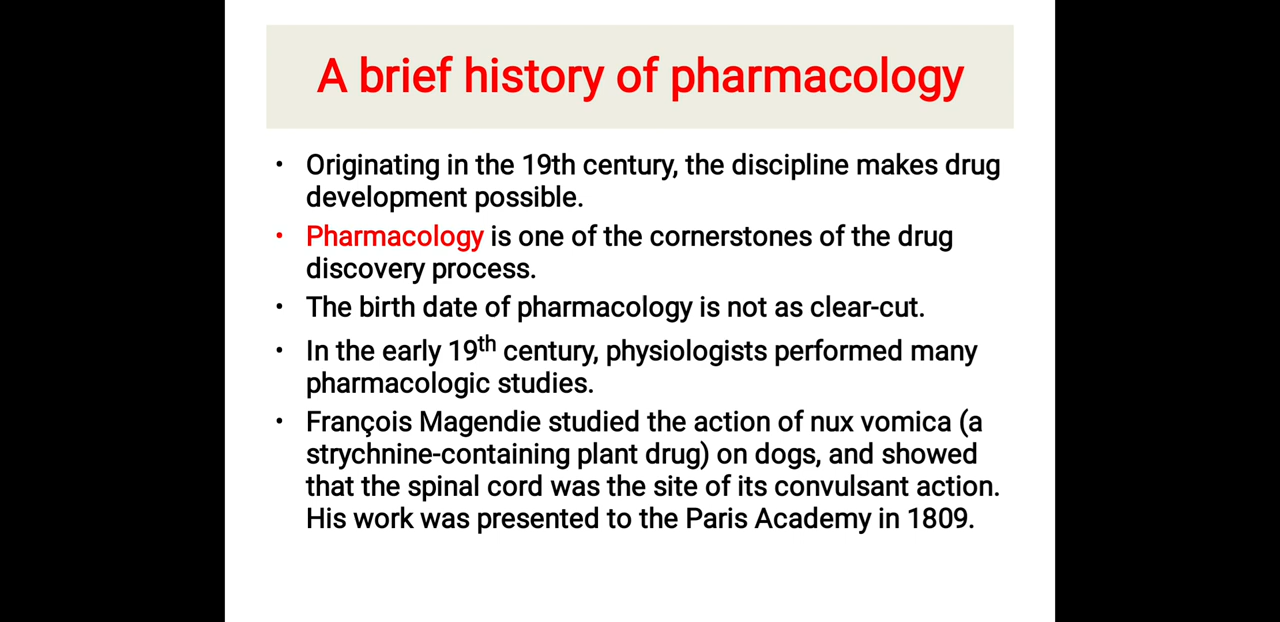 A brief history of pharmacology
• Originating in the 19th century, the discipline makes drug
development possible.
• Pharmacology is one of the cornerstones of the drug
discovery process.
• The birth date of pharmacology is not as clear-cut.
• In the early 19th century, physiologists performed many
pharmacologic studies.
• François Magendie studied the action of nux vomica (a
strychnine-containing plant drug) on dogs, and showed
that the spinal cord was the site of its convulsant action.
His work was presented to the Paris Academy in 1809.